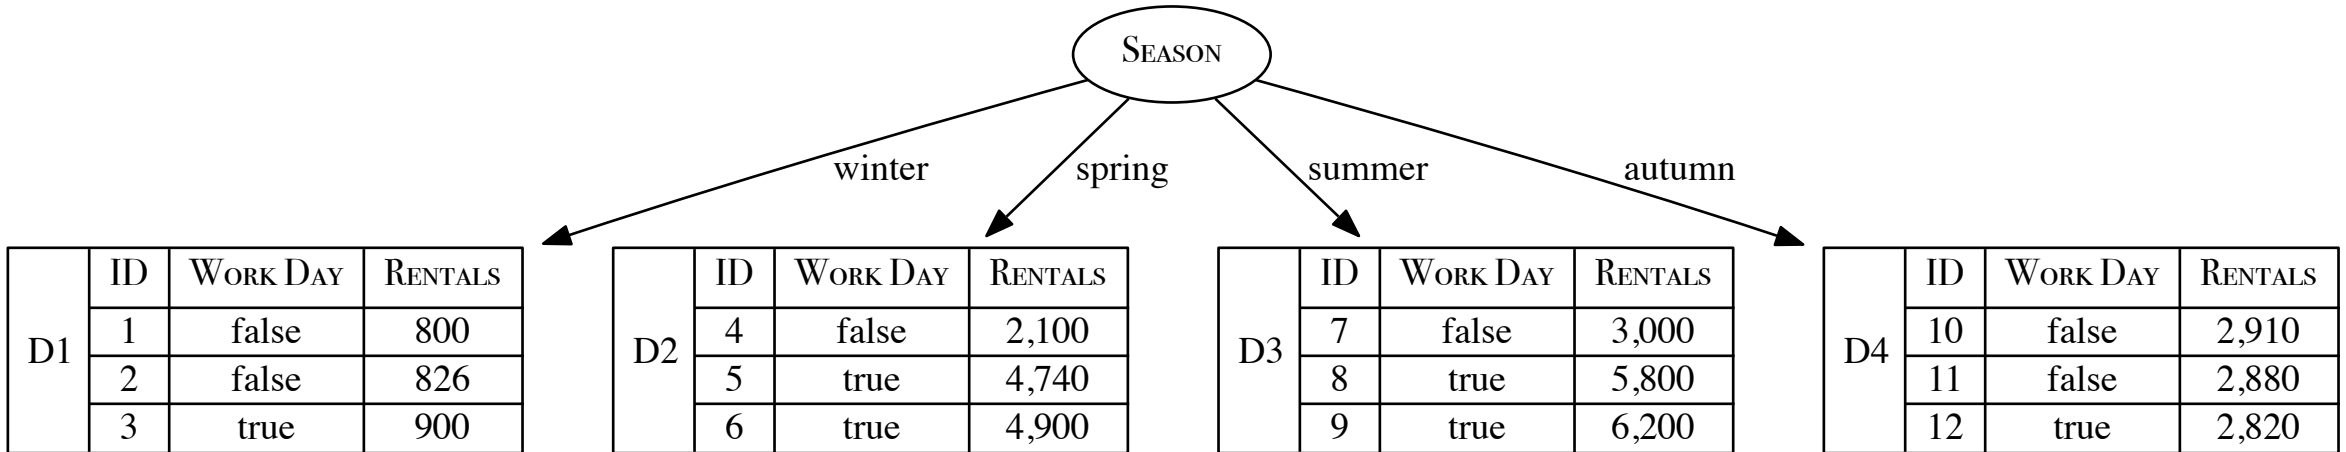 SEASON
winter spring summer autumn
D1
ID WORK DAY RENTALS
1 false 800
2 false 826
3 true 900
D2
ID WORK DAY RENTALS
4 false 2,100
5 true 4,740
6 true 4,900
D3
ID WORK DAY RENTALS
7 false 3,000
8 true 5,800
9 true 6,200
D4
ID WORK DAY RENTALS
10 false 2,910
11 false 2,880
12 true 2,820